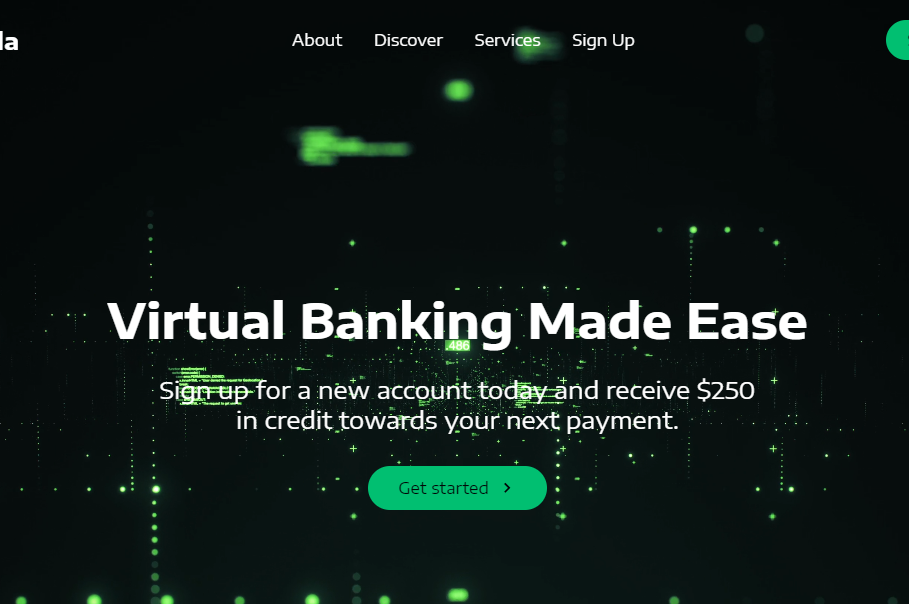 la
About Discover Services Sign Up
Virtual Banking Made Ease
.486
Sign up for a new account today and receive $250
in credit towards your next payment.
Get started